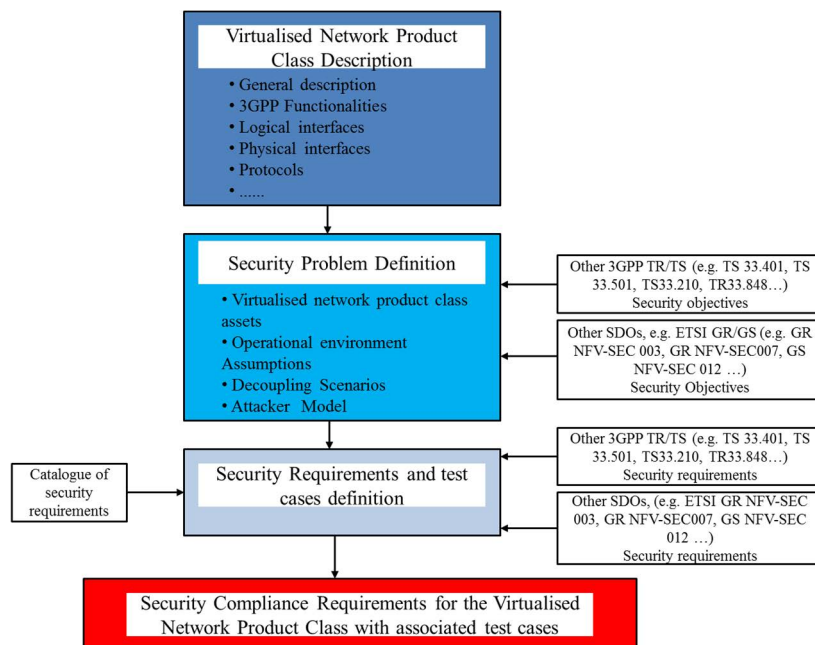 Virtualised Network Product
Class Description
• General description
• 3GPP Functionalities
• Logical interfaces
• Physical interfaces
• Protocols
• ......
Security Problem Definition
• Virtualised network product class
assets
• Operational environment
Assumptions
• Decoupling Scenarios
• Attacker Model
Other 3GPP TR/TS (e.g. TS 33.401, TS
33.501, TS33.210, TR33.848…)
Security objectives
Other SDOs, e.g. ETSI GR/GS (e.g. GR
NFV-SEC 003, GR NFV-SEC007, GS
NFV-SEC 012 …)
Security Objectives
Catalogue of
security
requirements
Security Requirements and test
cases definition
Other 3GPP TR/TS (e.g. TS 33.401, TS
33.501, TS33.210, TR33.848…)
Security requirements
Other SDOs, (e.g. ETSI GR NFV-SEC
003, GR NFV-SEC007, GS NFV-SEC
012 …)
Security requirements
Security Compliance Requirements for the Virtualised
Network Product Class with associated test cases